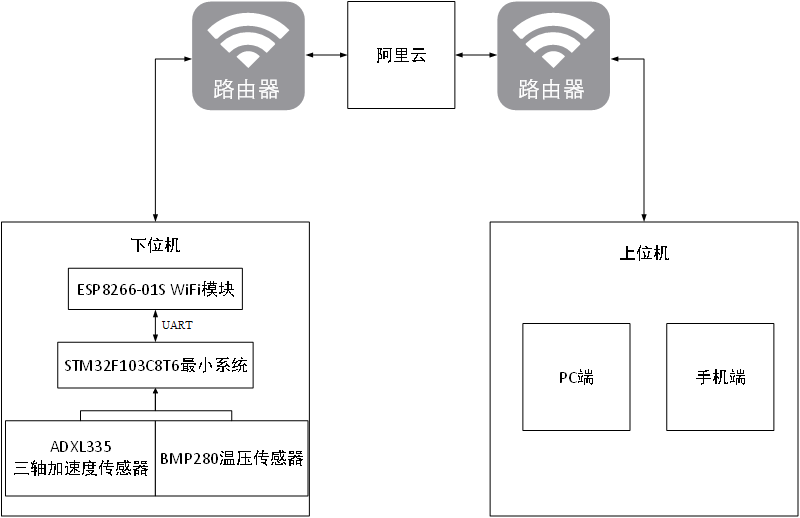 路由器
阿里云
路由器
下位机
ESP8266-01S WiFi模块
UART
STM32F103C8T6最小系统
ADXL335
三轴加速度传感器
BMP280温压传感器
上位机
PC端
手机端